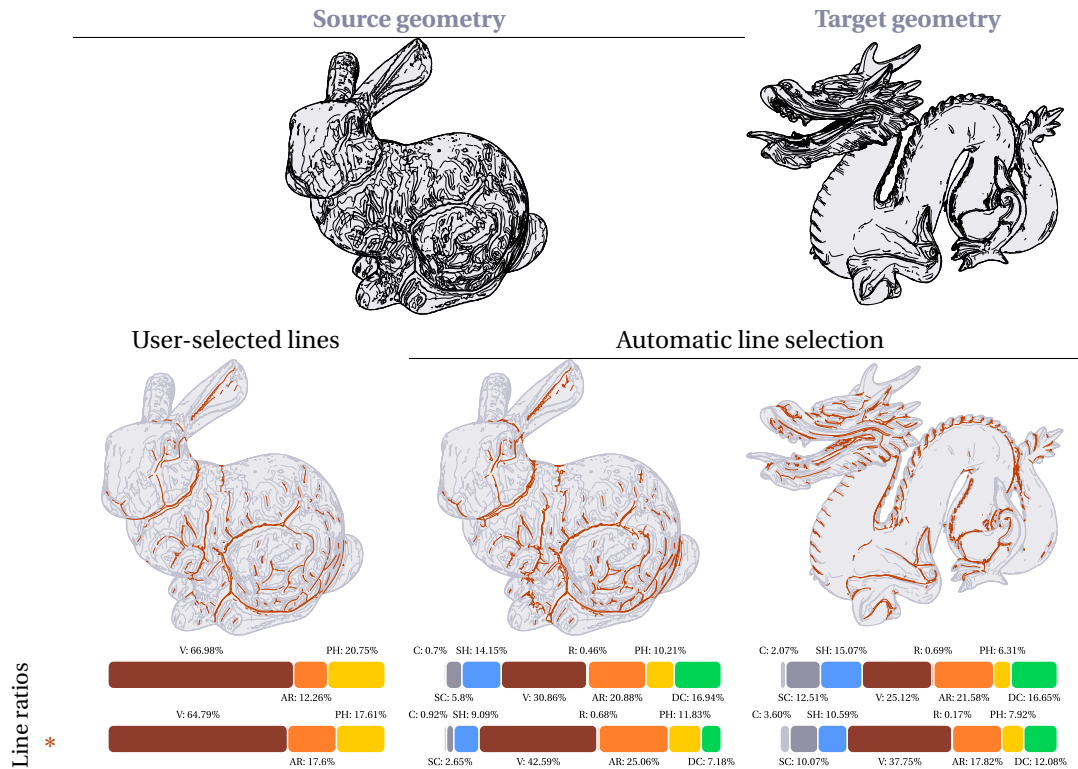 Source geometry
Target geometry
User-selected lines
Automatic line selection
V: 66.98%
PH: 20.75%
AR: 12.26%
C: 0.7%
SH: 14.15%
R: 0.46%
PH: 10.21%
SC: 5.8%
V: 30.86%
AR: 20.88%
DC: 16.94%
C: 2.07%
SH: 15.07%
R: 0.69%
PH: 6.31%
SC: 12.51%
V: 25.12%
AR: 21.58%
DC: 16.65%
Line ratios
*
V: 64.79%
PH: 17.61%
AR: 17.6%
C: 0.92%
SH: 9.09%
R: 0.68%
PH: 11.83%
SC: 2.65%
V: 42.59%
AR: 25.06%
DC: 7.18%
C: 3.60%
SH: 10.59%
R: 0.17%
PH: 7.92%
SC: 10.07%
V: 37.75%
AR: 17.82%
DC: 12.08%